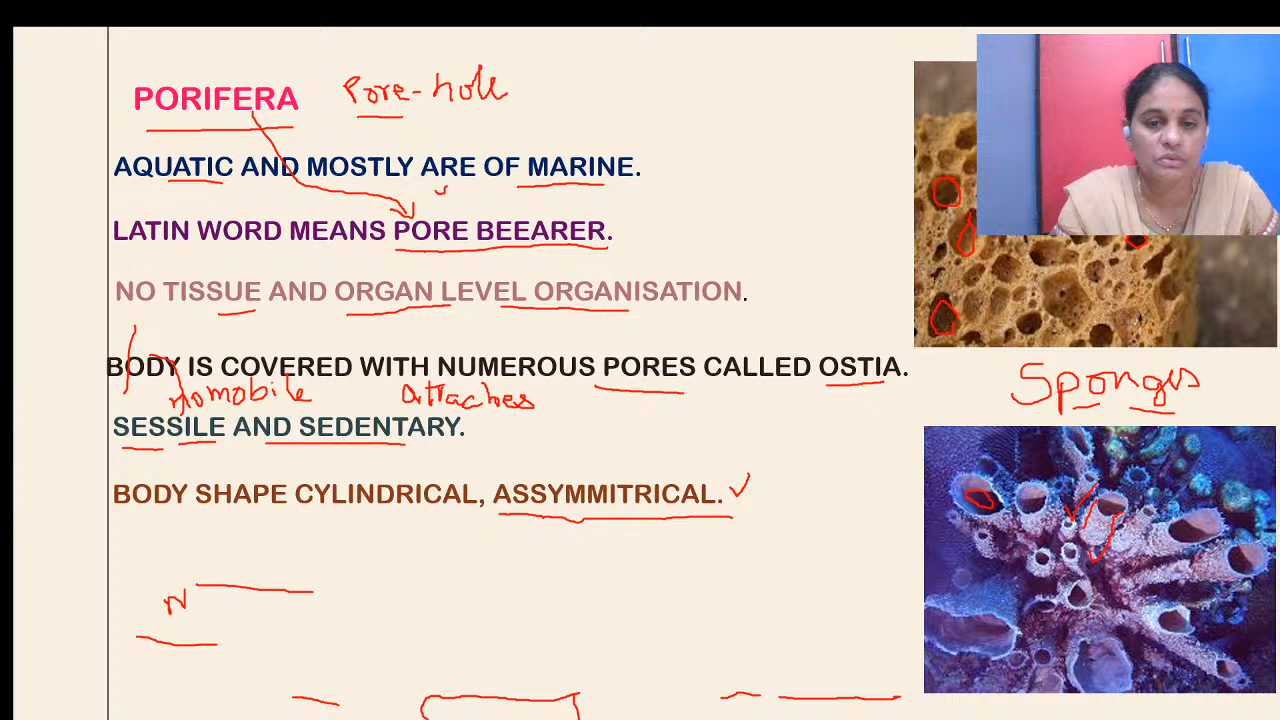 PORIFERA Pore-hole
AQUATIC AND MOSTLY ARE OF MARINE.
LATIN WORD MEANS PORE BEEARER.
NO TISSUE AND ORGAN LEVEL ORGANISATION.
BODY IS COVERED WITH NUMEROUS PORES CALLED OSTIA.
Attaches
Sponges
SESSILE AND SEDENTARY.
BODY SHAPE CYLINDRICAL, ASSYMMITRICAL.
N